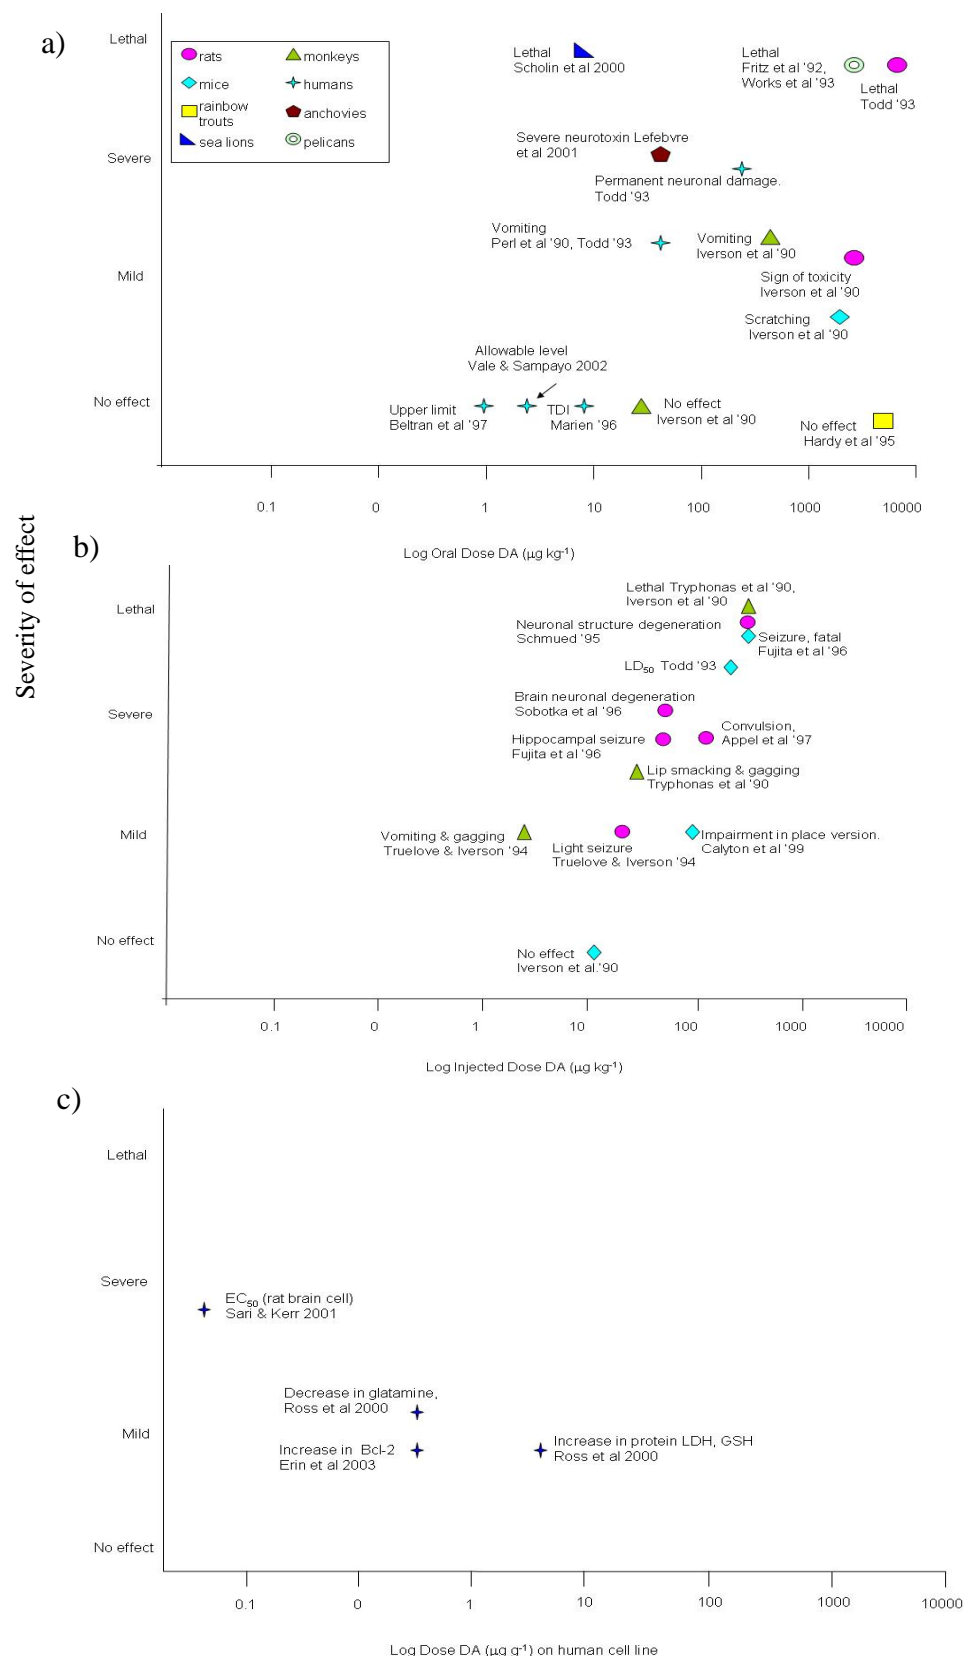 a)
Lethal
rats
monkeys
mice
humans
rainbow
trouts
anchovies
sea lions
pelicans
Lethal
Scholin et al 2000
Lethal
Fritz et al '92,
Works et al '93
Lethal
Todd '93
Severe
Severe neurotoxin Lefebvre
et al 2001
Permanent neuronal damage.
Todd '93
Vomiting
Perl et al '90, Todd '93
Vomiting
Iverson et al '90
Mild
Sign of toxicity
Iverson et al '90
Scratching
Iverson et al '90
Allowable level
Vale & Sampayo 2002
No effect
Upper limit
Beltran et al '97
TDI
Marien '96
No effect
Iverson et al '90
No effect
Hardy et al '95
0.1 0 1 10 100 1000 10000
Log Oral Dose DA (µg kg-1)
Severity of effect
b)
Lethal
Lethal Tryphonas et al '90,
Iverson et al '90
Neuronal structure degeneration
Schmued '95
Seizure, fatal
Fujita et al '96
LD50 Todd '93
Severe
Brain neuronal degeneration
Sobotka et al '96
Hippocampal seizure
Fujita et al '96
Convulsion,
Appel et al '97
Lip smacking & gagging
Tryphonas et al '90
Mild
Vomiting & gagging
Truelove & Iverson '94
Light seizure
Truelove & Iverson '94
Impairment in place version.
Calyton et al '99
No effect
No effect
Iverson et al.'90
0.1 0 1 10 100 1000 10000
Log Injected Dose DA (µg kg-1)
c)
Lethal
Severe
EC50 (rat brain cell)
Sari & Kerr 2001
Decrease in glatamine,
Ross et al 2000
Mild
Increase in Bcl-2
Erin et al 2003
Increase in protein LDH, GSH
Ross et al 2000
No effect
0.1 0 1 10 100 1000 10000
Log Dose DA (µg g-1) on human cell line